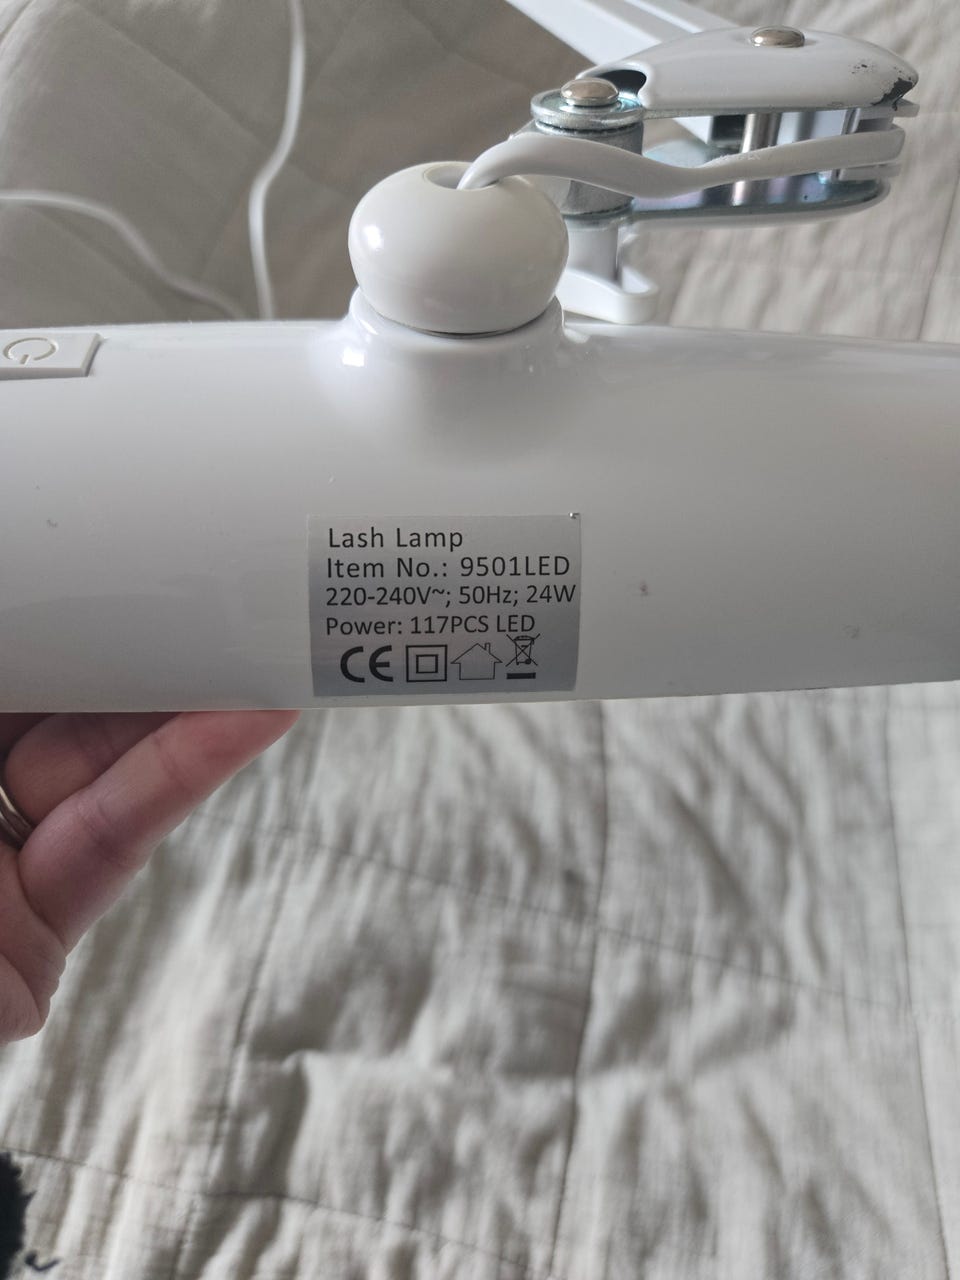 Lash Lamp
Item No.: 9501LED
220-240V~; 50Hz; 24W
Power: 117PCS LED
CE